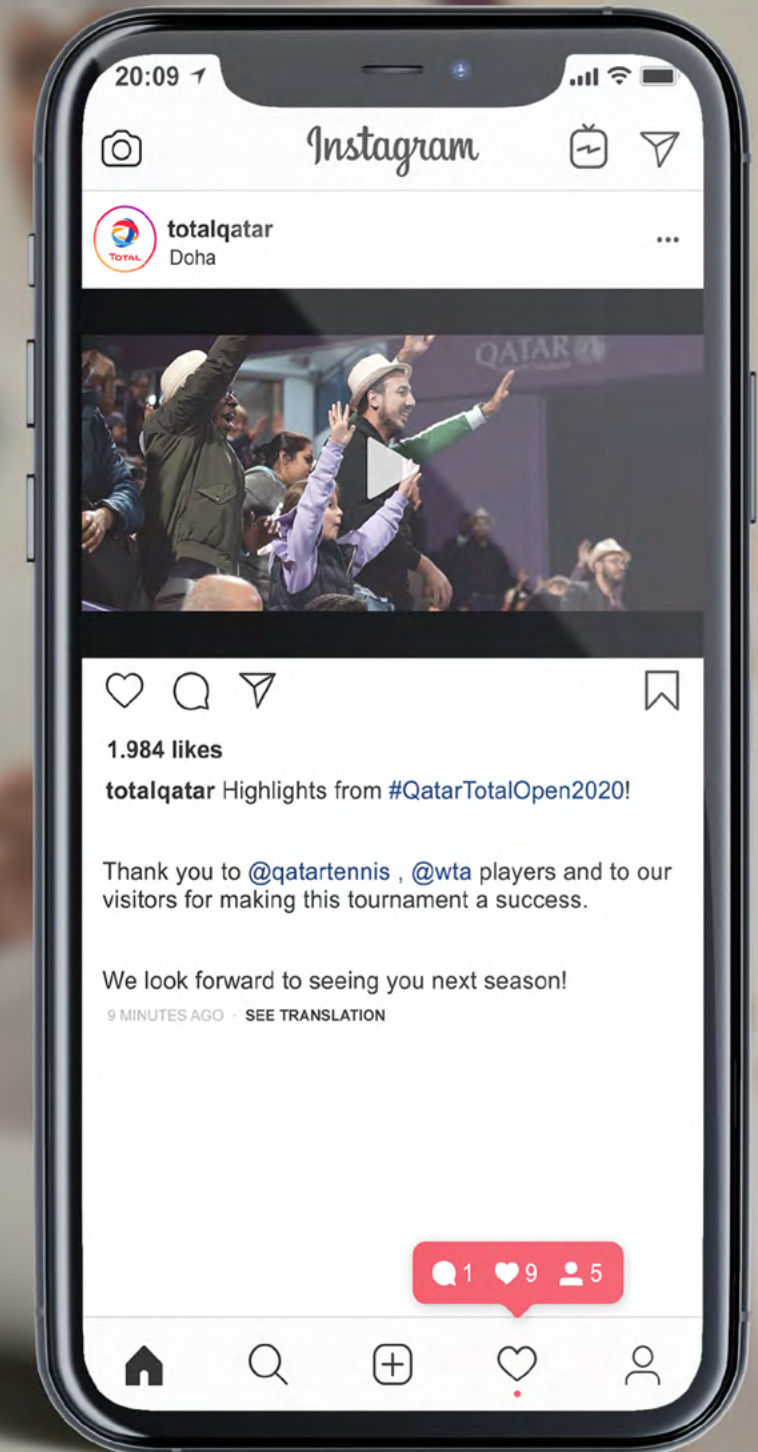 20:09
Instagram
totalqatar
TOTAL
Doha
QATAR
1.984 likes
totalqatar Highlights from #QatarTotalOpen2020!
Thank you to @qatartennis , @wta players and to our
visitors for making this tournament a success.
We look forward to seeing you next season!
9 MINUTES AGO · SEE TRANSLATION
1 9 5